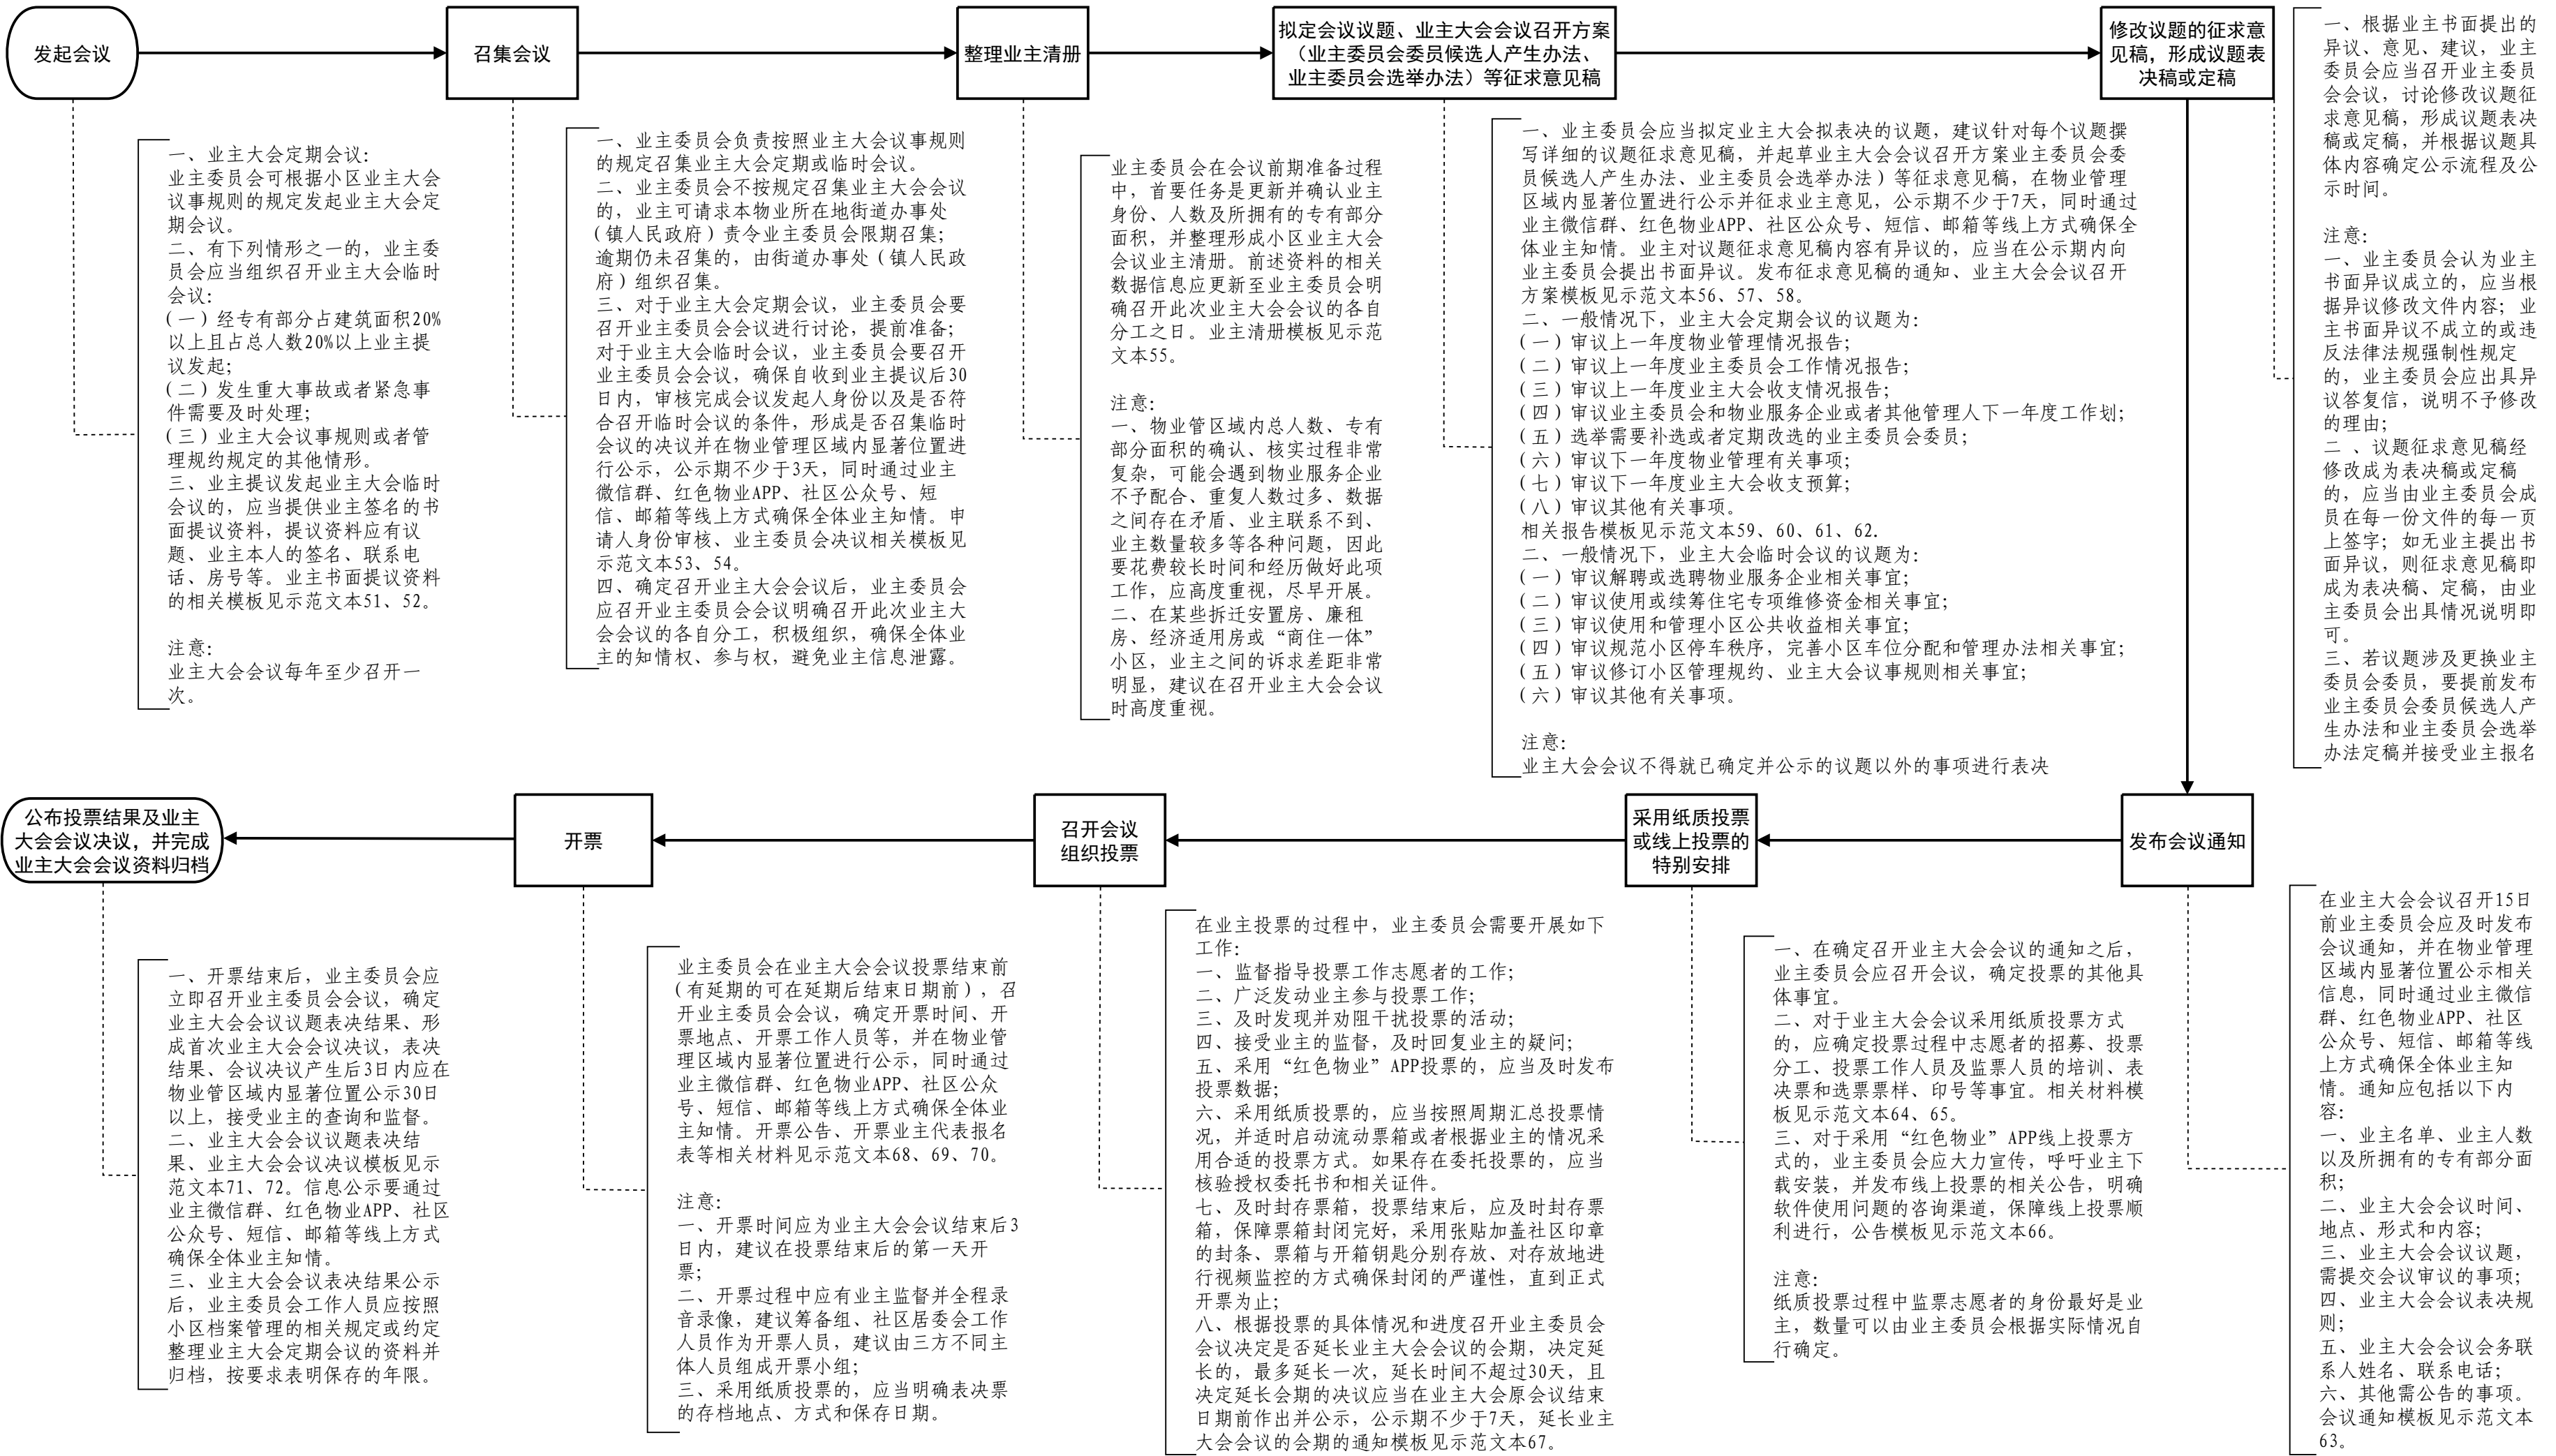 发起会议
召集会议
整理业主清册
拟定会议议题、业主大会会议召开方案
（业主委员会委员候选人产生办法、
业主委员会选举办法）等征求意见稿
修改议题的征求意
见稿，形成议题表
决稿或定稿
一、业主大会定期会议：
业主委员会可根据小区业主大会
议事规则的规定发起业主大会定
期会议。
二、有下列情形之一的，业主委
员会应当组织召开业主大会临时
会议：
（一）经专有部分占建筑面积20%
以上且占总人数20%以上业主提
议发起；
（二）发生重大事故或者紧急事
件需要及时处理；
（三）业主大会议事规则或者管
理规约规定的其他情形。
三、业主提议发起业主大会临时
会议的，应当提供业主签名的书
面提议资料，提议资料应有议
题、业主本人的签名、联系电
话、房号等。业主书面提议资料
的相关模板见示范文本51、52。
注意：
业主大会会议每年至少召开一
次。
一、业主委员会负责按照业主大会议事规则
的规定召集业主大会定期或临时会议。
二、业主委员会不按规定召集业主大会会议
的，业主可请求本物业所在地街道办事处
（镇人民政府）责令业主委员会限期召集；
逾期仍未召集的，由街道办事处（镇人民政
府）组织召集。
三、对于业主大会定期会议，业主委员会要
召开业主委员会会议进行讨论，提前准备；
对于业主大会临时会议，业主委员会要召开
业主委员会会议，确保自收到业主提议后30
日内，审核完成会议发起人身份以及是否符
合召开临时会议的条件，形成是否召集临时
会议的决议并在物业管理区域内显著位置进
行公示，公示期不少于3天，同时通过业主
微信群、红色物业APP、社区公众号、短
信、邮箱等线上方式确保全体业主知情。申
请人身份审核、业主委员会决议相关模板见
示范文本53、54。
四、确定召开业主大会会议后，业主委员会
应召开业主委员会会议明确召开此次业主大
会会议的各自分工，积极组织，确保全体业
主的知情权、参与权，避免业主信息泄露。
业主委员会在会议前期准备过程
中，首要任务是更新并确认业主
身份、人数及所拥有的专有部分
面积，并整理形成小区业主大会
会议业主清册。前述资料的相关
数据信息应更新至业主委员会明
确召开此次业主大会会议的各自
分工之日。业主清册模板见示范
文本55。
注意：
一、物业管区域内总人数、专有
部分面积的确认、核实过程非常
复杂，可能会遇到物业服务企业
不予配合、重复人数过多、数据
之间存在矛盾、业主联系不到、
业主数量较多等各种问题，因此
要花费较长时间和经历做好此项
工作，应高度重视，尽早开展。
二、在某些拆迁安置房、廉租
房、经济适用房或“商住一体”
小区，业主之间的诉求差距非常
明显，建议在召开业主大会会议
时高度重视。
一、业主委员会应当拟定业主大会拟表决的议题，建议针对每个议题撰
写详细的议题征求意见稿，并起草业主大会会议召开方案业主委员会委
员候选人产生办法、业主委员会选举办法）等征求意见稿，在物业管理
区域内显著位置进行公示并征求业主意见，公示期不少于7天，同时通过
业主微信群、红色物业APP、社区公众号、短信、邮箱等线上方式确保全
体业主知情。业主对议题征求意见稿内容有异议的，应当在公示期内向
业主委员会提出书面异议。发布征求意见稿的通知、业主大会会议召开
方案模板见示范文本56、57、58。
二、一般情况下，业主大会定期会议的议题为：
（一）审议上一年度物业管理情况报告；
（二）审议上一年度业主委员会工作情况报告；
（三）审议上一年度业主大会收支情况报告；
（四）审议业主委员会和物业服务企业或者其他管理人下一年度工作划；
（五）选举需要补选或者定期改选的业主委员会委员；
（六）审议下一年度物业管理有关事项；
（七）审议下一年度业主大会收支预算；
（八）审议其他有关事项。
相关报告模板见示范文本59、60、61、62.
二、一般情况下，业主大会临时会议的议题为：
（一）审议解聘或选聘物业服务企业相关事宜；
（二）审议使用或续筹住宅专项维修资金相关事宜；
（三）审议使用和管理小区公共收益相关事宜；
（四）审议规范小区停车秩序，完善小区车位分配和管理办法相关事宜；
（五）审议修订小区管理规约、业主大会议事规则相关事宜；
（六）审议其他有关事项。
注意：
业主大会会议不得就已确定并公示的议题以外的事项进行表决
一、根据业主书面提出的
异议、意见、建议，业主
委员会应当召开业主委员
会会议，讨论修改议题征
求意见稿，形成议题表决
稿或定稿，并根据议题具
体内容确定公示流程及公
示时间。
注意：
一、业主委员会认为业主
书面异议成立的，应当根
据异议修改文件内容；业
主书面异议不成立的或违
反法律法规强制性规定
的，业主委员会应出具异
议答复信，说明不予修改
的理由；
二 、议题征求意见稿经
修改成为表决稿或定稿
的，应当由业主委员会成
员在每一份文件的每一页
上签字；如无业主提出书
面异议，则征求意见稿即
成为表决稿、定稿，由业
主委员会出具情况说明即
可。
三、若议题涉及更换业主
委员会委员，要提前发布
业主委员会委员候选人产
生办法和业主委员会选举
办法定稿并接受业主报名
公布投票结果及业主
大会会议决议，并完成
业主大会会议资料归档
开票
召开会议
组织投票
采用纸质投票
或线上投票的
特别安排
发布会议通知
一、开票结束后，业主委员会应
立即召开业主委员会会议，确定
业主大会会议议题表决结果、形
成首次业主大会会议决议，表决
结果、会议决议产生后3日内应在
物业管区域内显著位置公示30日
以上，接受业主的查询和监督。
二、业主大会会议议题表决结
果、业主大会会议决议模板见示
范文本71、72。信息公示要通过
业主微信群、红色物业APP、社区
公众号、短信、邮箱等线上方式
确保全体业主知情。
三、业主大会会议表决结果公示
后，业主委员会工作人员应按照
小区档案管理的相关规定或约定
整理业主大会定期会议的资料并
归档，按要求表明保存的年限。
业主委员会在业主大会会议投票结束前
（有延期的可在延期后结束日期前），召
开业主委员会会议，确定开票时间、开
票地点、开票工作人员等，并在物业管
理区域内显著位置进行公示，同时通过
业主微信群、红色物业APP、社区公众
号、短信、邮箱等线上方式确保全体业
主知情。开票公告、开票业主代表报名
表等相关材料见示范文本68、69、70。
注意：
一、开票时间应为业主大会会议结束后3
日内，建议在投票结束后的第一天开
票；
二、开票过程中应有业主监督并全程录
音录像，建议筹备组、社区居委会工作
人员作为开票人员，建议由三方不同主
体人员组成开票小组；
三、采用纸质投票的，应当明确表决票
的存档地点、方式和保存日期。
在业主投票的过程中，业主委员会需要开展如下
工作：
一、监督指导投票工作志愿者的工作；
二、广泛发动业主参与投票工作；
三、及时发现并劝阻干扰投票的活动；
四、接受业主的监督，及时回复业主的疑问；
五、采用“红色物业”APP投票的，应当及时发布
投票数据；
六、采用纸质投票的，应当按照周期汇总投票情
况，并适时启动流动票箱或者根据业主的情况采
用合适的投票方式。如果存在委托投票的，应当
核验授权委托书和相关证件。
七、及时封存票箱，投票结束后，应及时封存票
箱，保障票箱封闭完好，采用张贴加盖社区印章
的封条、票箱与开箱钥匙分别存放、对存放地进
行视频监控的方式确保封闭的严谨性，直到正式
开票为止；
八、根据投票的具体情况和进度召开业主委员会
会议决定是否延长业主大会会议的会期，决定延
长的，最多延长一次，延长时间不超过30天，且
决定延长会期的决议应当在业主大会原会议结束
日期前作出并公示，公示期不少于7天，延长业主
大会会议的会期的通知模板见示范文本67。
一、在确定召开业主大会会议的通知之后，
业主委员会应召开会议，确定投票的其他具
体事宜。
二、对于业主大会会议采用纸质投票方式
的，应确定投票过程中志愿者的招募、投票
分工、投票工作人员及监票人员的培训、表
决票和选票票样、印号等事宜。相关材料模
板见示范文本64、65。
三、对于采用“红色物业”APP线上投票方
式的，业主委员会应大力宣传，呼吁业主下
载安装，并发布线上投票的相关公告，明确
软件使用问题的咨询渠道，保障线上投票顺
利进行，公告模板见示范文本66。
注意：
纸质投票过程中监票志愿者的身份最好是业
主，数量可以由业主委员会根据实际情况自
行确定。
在业主大会会议召开15日
前业主委员会应及时发布
会议通知，并在物业管理
区域内显著位置公示相关
信息，同时通过业主微信
群、红色物业APP、社区
公众号、短信、邮箱等线
上方式确保全体业主知
情。通知应包括以下内
容：
一、业主名单、业主人数
以及所拥有的专有部分面
积；
二、业主大会会议时间、
地点、形式和内容；
三、业主大会会议议题，
需提交会议审议的事项；
四、业主大会会议表决规
则；
五、业主大会会议会务联
系人姓名、联系电话；
六、其他需公告的事项。
会议通知模板见示范文本
63。